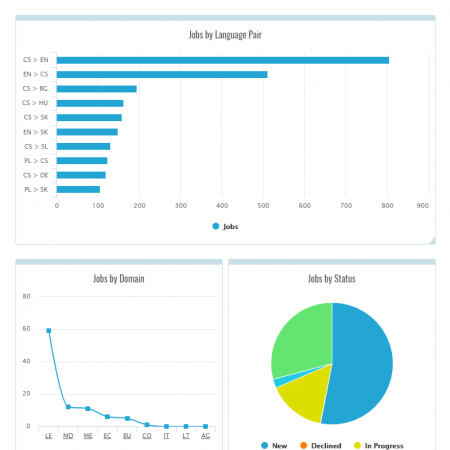 Jobs by Language Pair
CS > EN
EN > CS
CS > BG
CS > HU
CS > SK
EN > SK
CS > SL
PL > CS
CS > DE
PL > SK
0 100 200 300 400 500 600 700 800 900
Jobs
Jobs by Domain
80
60
40
20
0
LE MD ME EC BU CO IT LT AG
Jobs by Status
New Declined In Progress